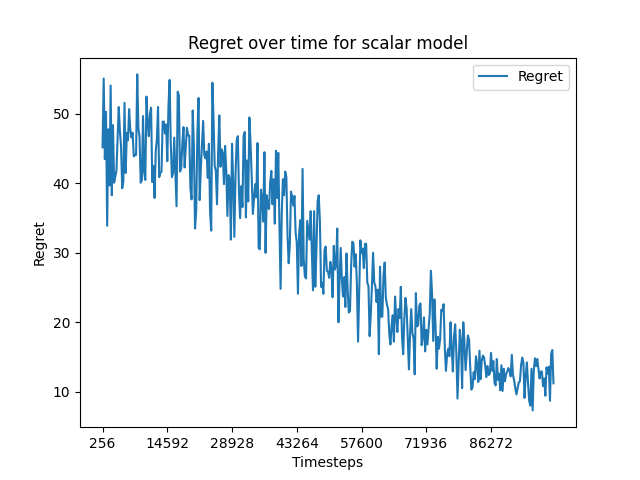 Regret over time for scalar model
Regret
50
40
30
20
10
Regret
256 14592 28928 43264 57600 71936 86272
Timesteps